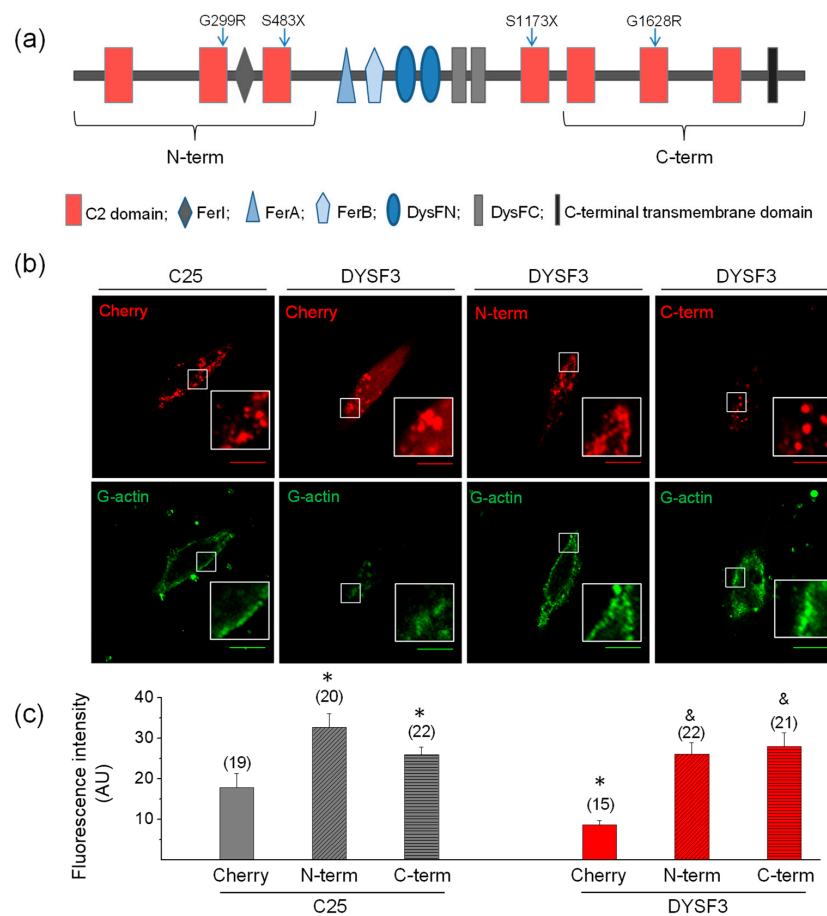 (a)
G299R S483X S1173X G1628R
N-term C-term
C2 domain; FerI; FerA; FerB; DysFN; DysFC; C-terminal transmembrane domain
(b)
C25 DYSF3 DYSF3 DYSF3
Cherry Cherry N-term C-term
G-actin G-actin G-actin G-actin
(c)
Fluorescence intensity
(AU)
40
30
20
10
(19)
*
(20)
*
(22)
*
(15)
&
(22)
&
(21)
Cherry N-term C-term Cherry N-term C-term
C25 DYSF3